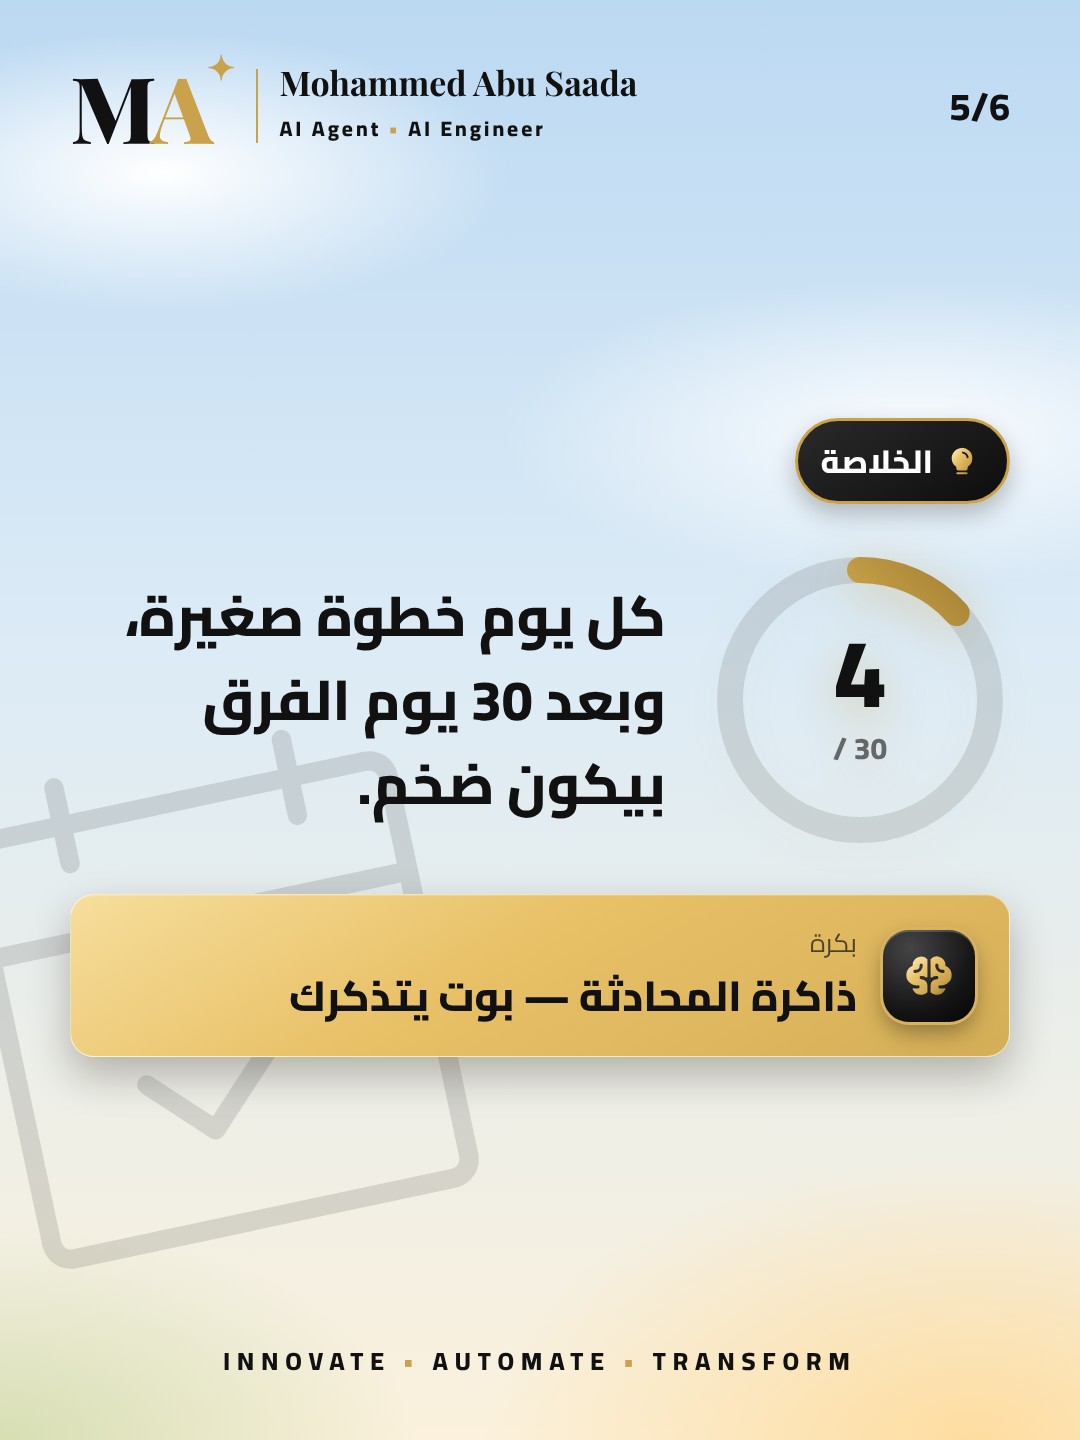 MA
Mohammed Abu Saada
AI Agent ▪ AI Engineer
5/6
الخلاصة
4
/ 30
كل يوم خطوة صغيرة،
وبعد 30 يوم الفرق
بيكون ضخم.
بكرة
ذاكرة المحادثة — بوت يتذكرك
INNOVATE ▪ AUTOMATE ▪ TRANSFORM